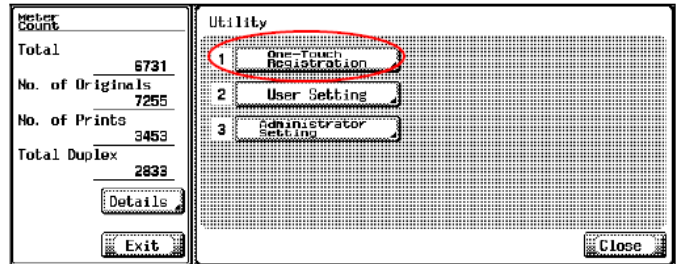 Meter
Count
Total
6731
No. of Originals
7255
No. of Prints
3453
Total Duplex
2833
Details
Exit
Utility
1 One-Touch
Registration
2 User Setting
3 Administrator
Setting
Close